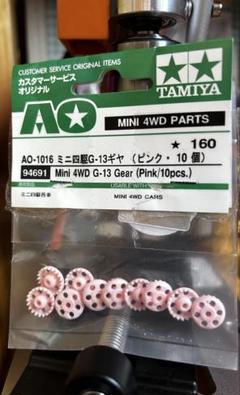 CUSTOMER SERVICE ORIGINAL ITEMS
カスタマーサービス
オリジナル
TAMIYA
AO
MINI 4WD PARTS
★ 160
AO-1016 ミニ四駆G-13ギヤ (ピンク・10個)
94691 Mini 4WD G-13 Gear (Pink/10pcs.)
USABLE WITH
MINI 4WD CARS